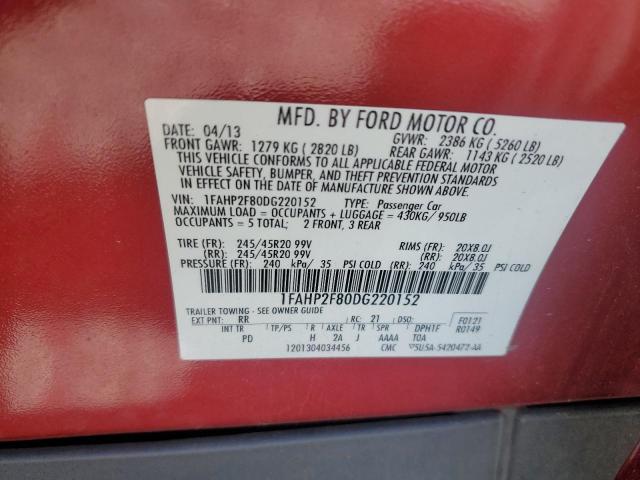 MFD. BY FORD MOTOR CO.
DATE: 04/13 GVWR: 2386 KG ( 5260 LB)
FRONT GAWR: 1279 KG ( 2820 LB) REAR GAWR: 1143 KG ( 2520 LB)
THIS VEHICLE CONFORMS TO ALL APPLICABLE FEDERAL MOTOR
VEHICLE SAFETY, BUMPER, AND THEFT PREVENTION STANDARDS
IN EFFECT ON THE DATE OF MANUFACTURE SHOWN ABOVE.
VIN: 1FAHP2F80DG220152 TYPE: Passenger Car
MAXIMUM LOAD = OCCUPANTS + LUGGAGE = 430KG/ 950LB
OCCUPANTS = 5 TOTAL; 2 FRONT, 3 REAR
TIRE (FR): 245/45R20 99V RIMS (FR): 20X8.0J
(RR): 245/45R20 99V (RR): 20X8.0J
PRESSURE (FR): 240 kPa/ 35 PSI COLD (RR): 240 kPa/ 35 PSI COLD
1FAHP2F80DG220152
TRAILER TOWING - SEE OWNER GUIDE
EXT PNT: RR RC: 21 DSO: F0121
INT TR TP/PS R AXLE TR SPR DPHTF R0149
PD H 2A J AAAA T0A
1201304034456 CMC 5U5A-5420472-AA